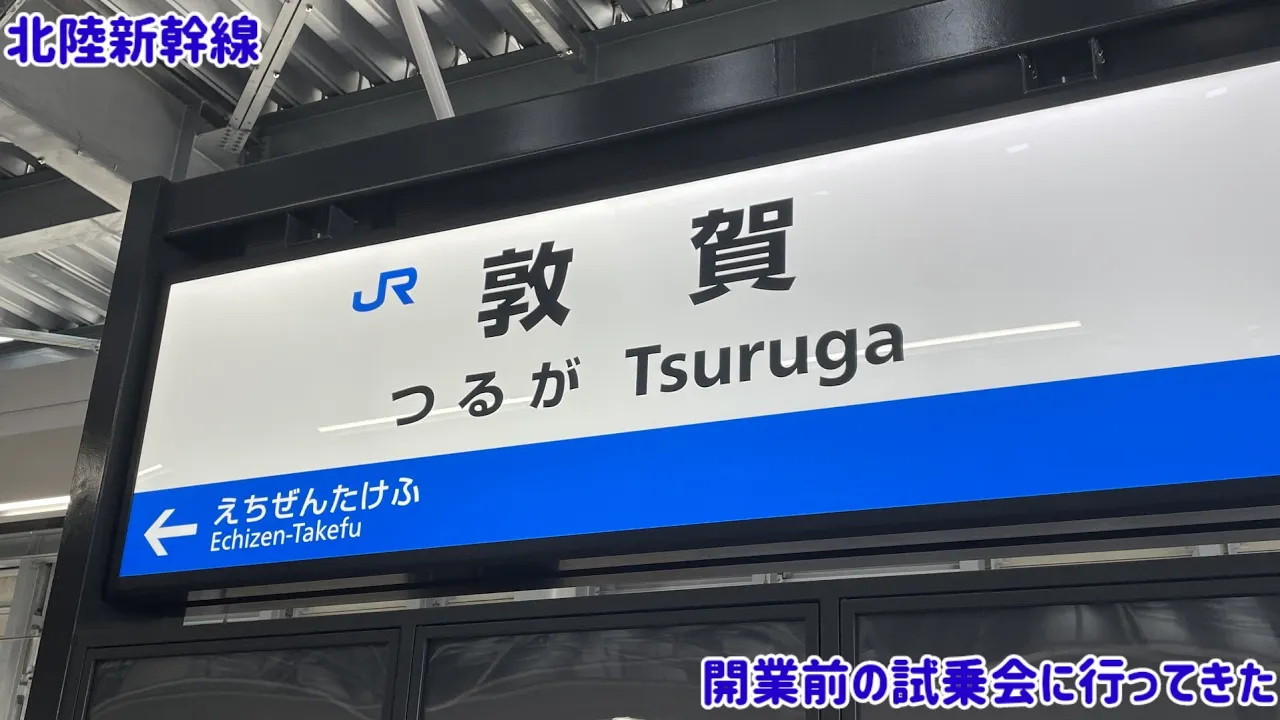 北陸新幹線
JR 敦賀
つるが Tsuruga
えちぜんたけふ
Echizen-Takefu
開業前の試乗会に行ってきた